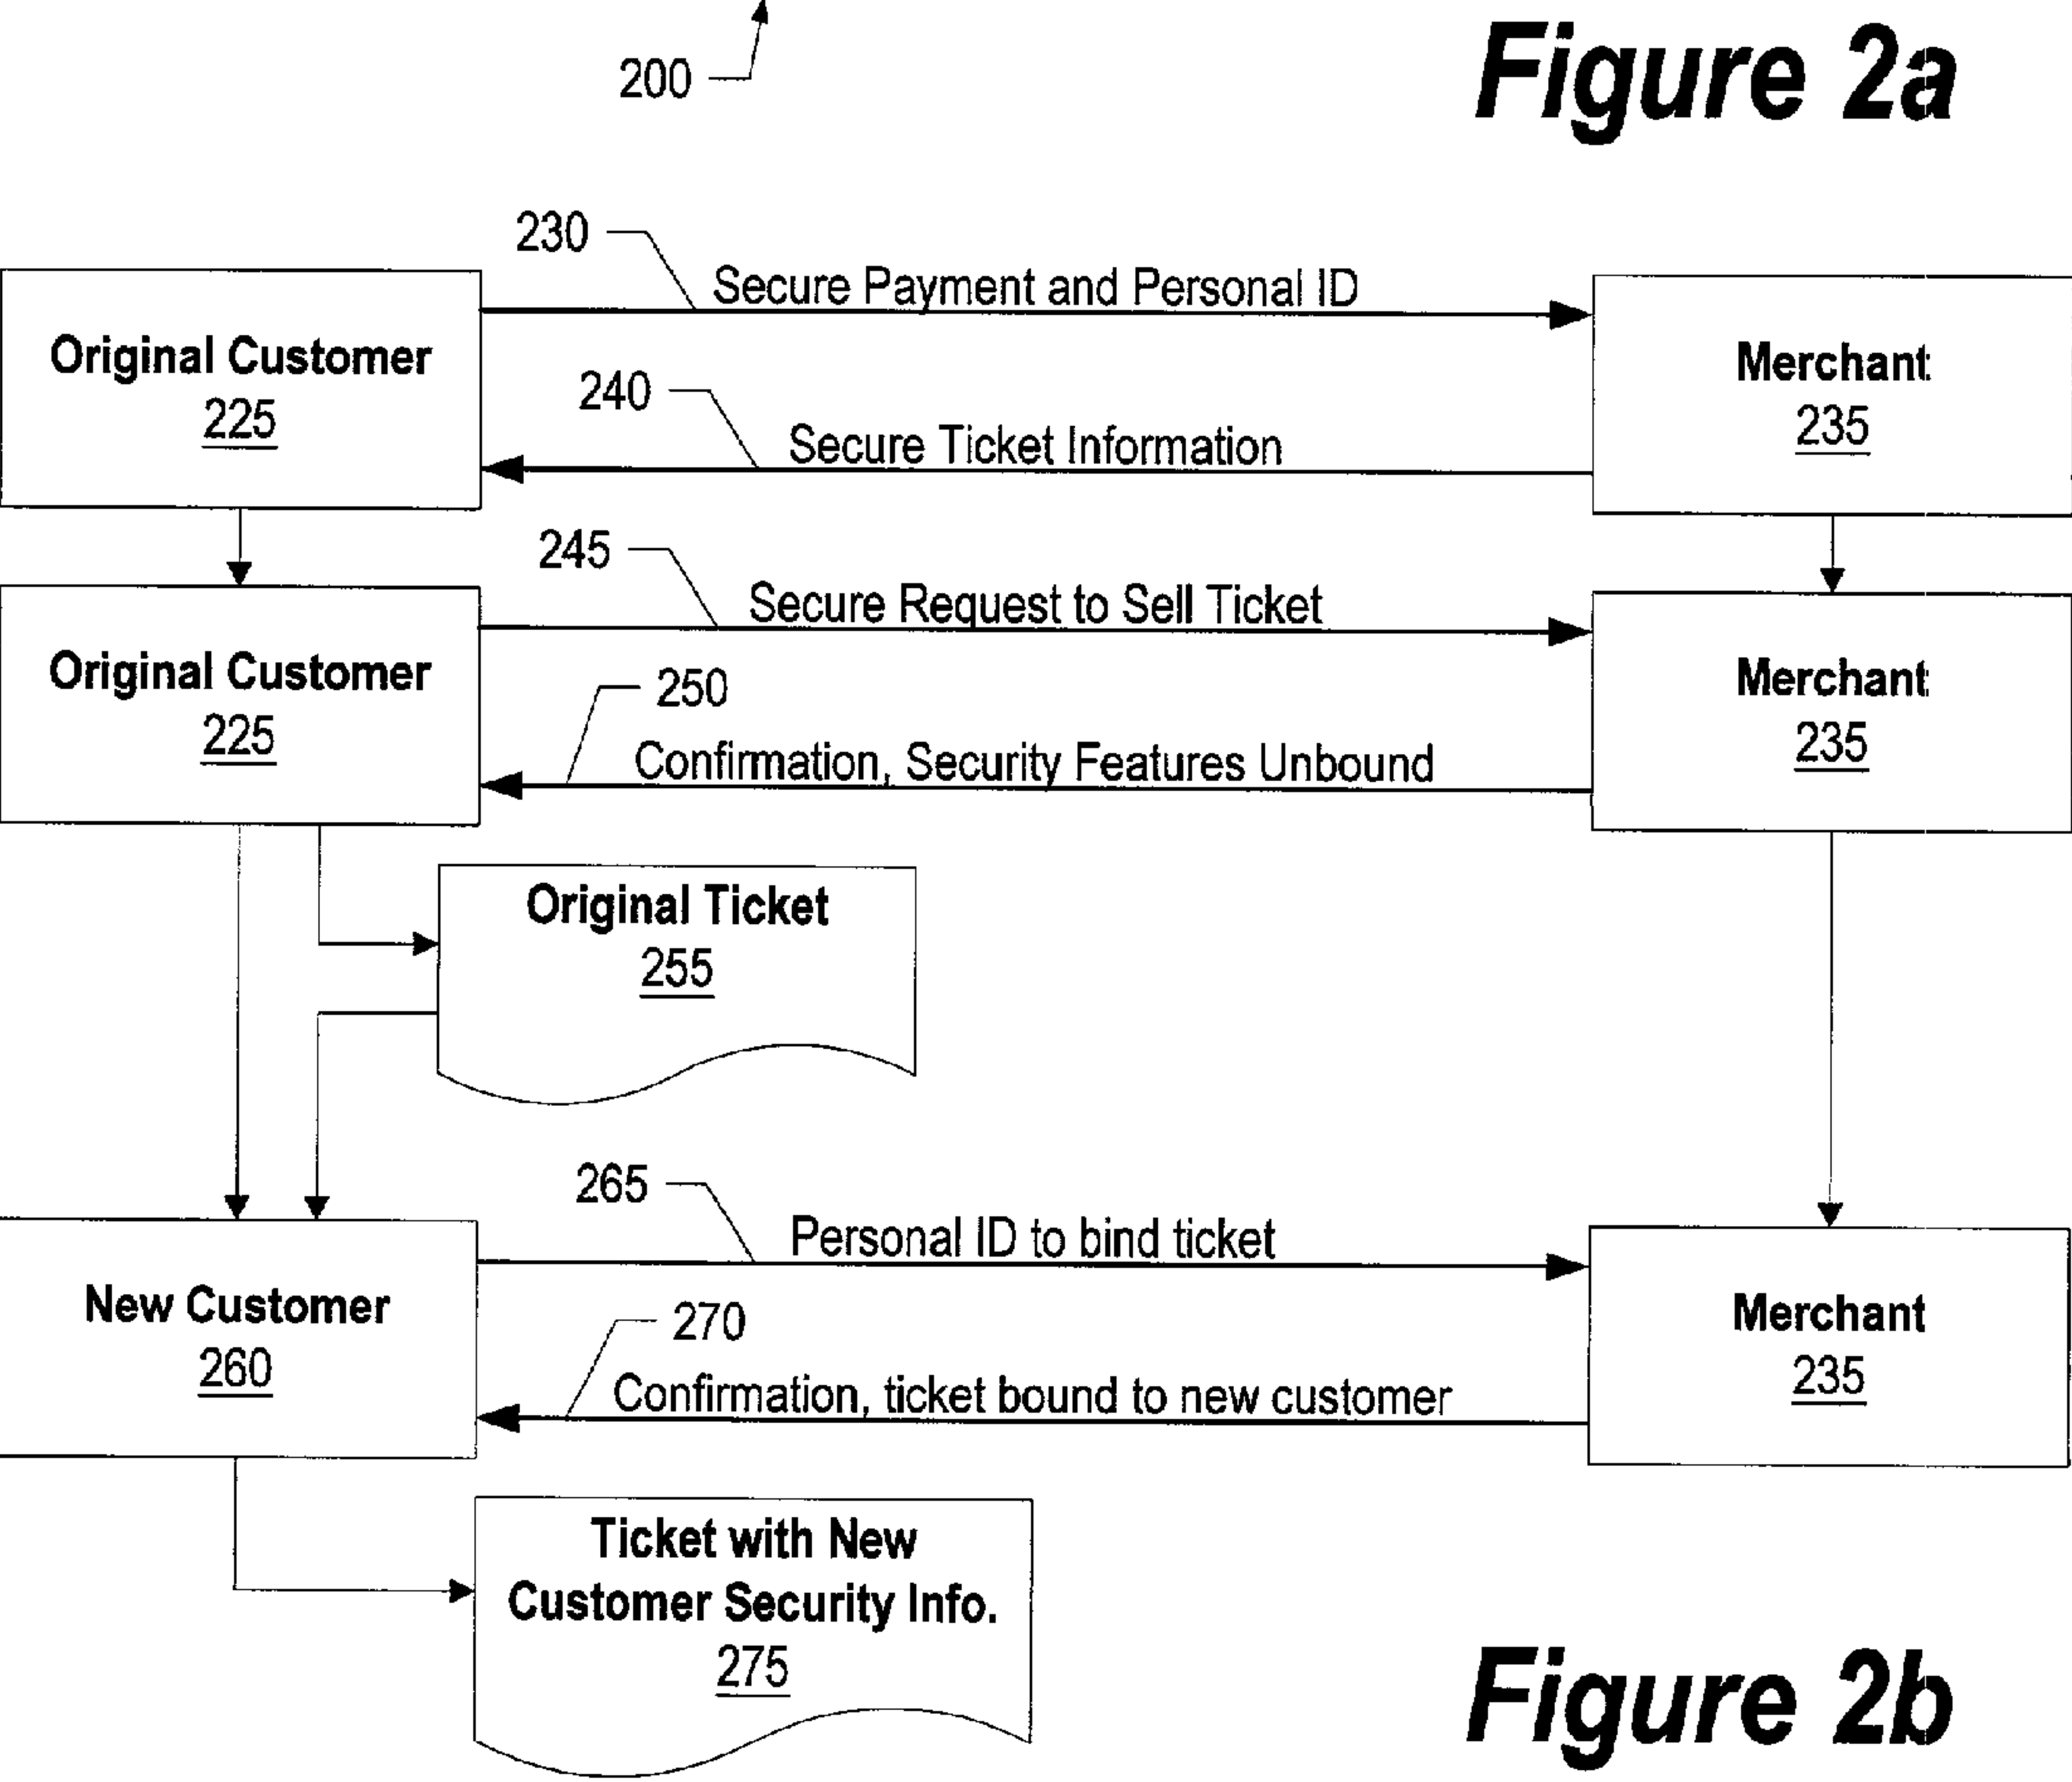 200
Figure 2a
230
Secure Payment and Personal ID
Original Customer
225
Merchant
235
240
Secure Ticket Information
245
Secure Request to Sell Ticket
Original Customer
225
Merchant
235
250
Confirmation, Security Features Unbound
Original Ticket
255
265
Personal ID to bind ticket
New Customer
260
Merchant
235
270
Confirmation, ticket bound to new customer
Ticket with New
Customer Security Info.
275
Figure 2b